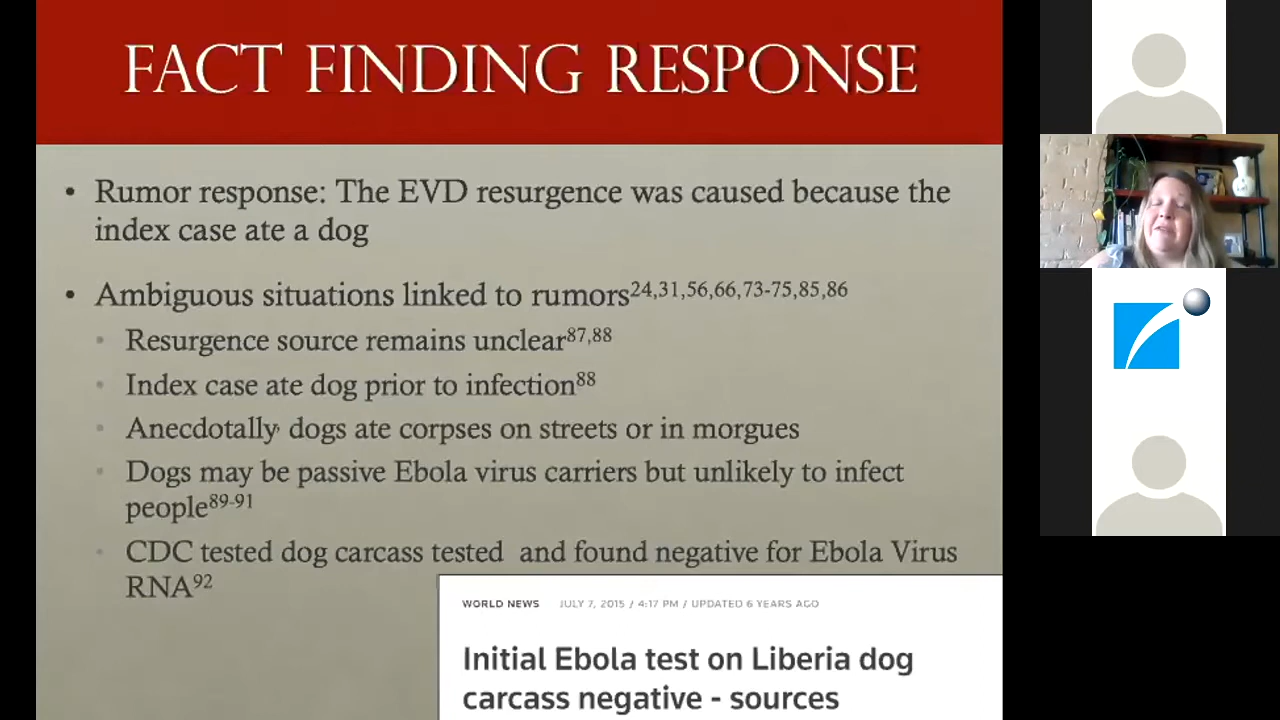 FACT FINDING RESPONSE
• Rumor response: The EVD resurgence was caused because the
index case ate a dog
• Ambiguous situations linked to rumors24,31,56,66,73-75,85,86
• Resurgence source remains unclear87,88
• Index case ate dog prior to infection88
• Anecdotally dogs ate corpses on streets or in morgues
• Dogs may be passive Ebola virus carriers but unlikely to infect
people89-91
• CDC tested dog carcass tested and found negative for Ebola Virus
RNA92
WORLD NEWS JULY 7, 2015 / 4:17 PM / UPDATED 6 YEARS AGO
Initial Ebola test on Liberia dog
carcass negative - sources